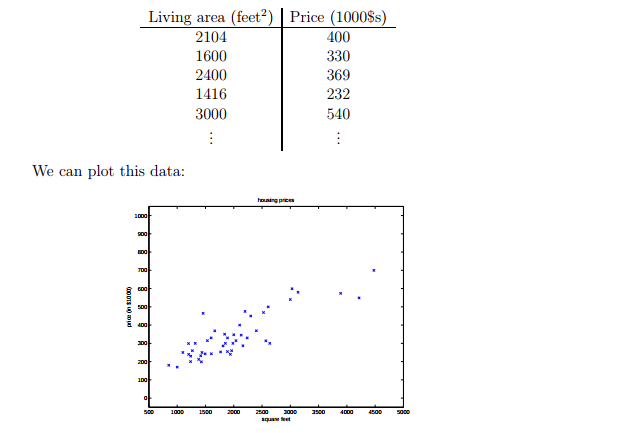 Living area (feet²) Price (1000$s)
2104 400
1600 330
2400 369
1416 232
3000 540
⋮ ⋮
We can plot this data:
housing prices
1000
900
800
700
600
500
400
300
200
100
0
price (in $1000)
500 1000 1500 2000 2500 3000 3500 4000 4500 5000
square feet